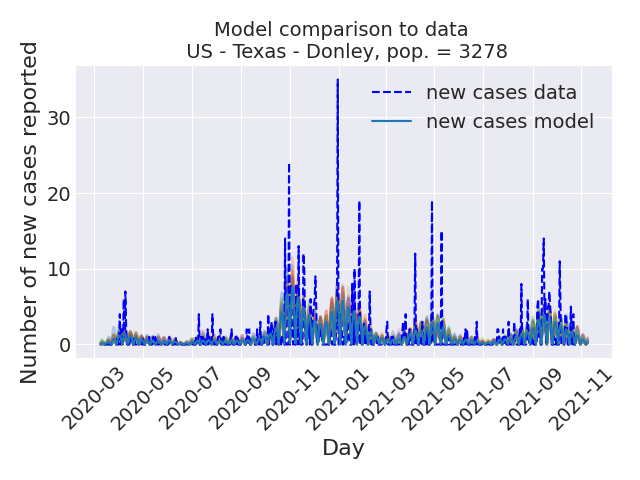 Model comparison to data
US - Texas - Donley, pop. = 3278
Number of new cases reported
30
20
10
0
new cases data
new cases model
2020-03
2020-05
2020-07
2020-09
2020-11
2021-01
2021-03
2021-05
2021-07
2021-09
2021-11
Day